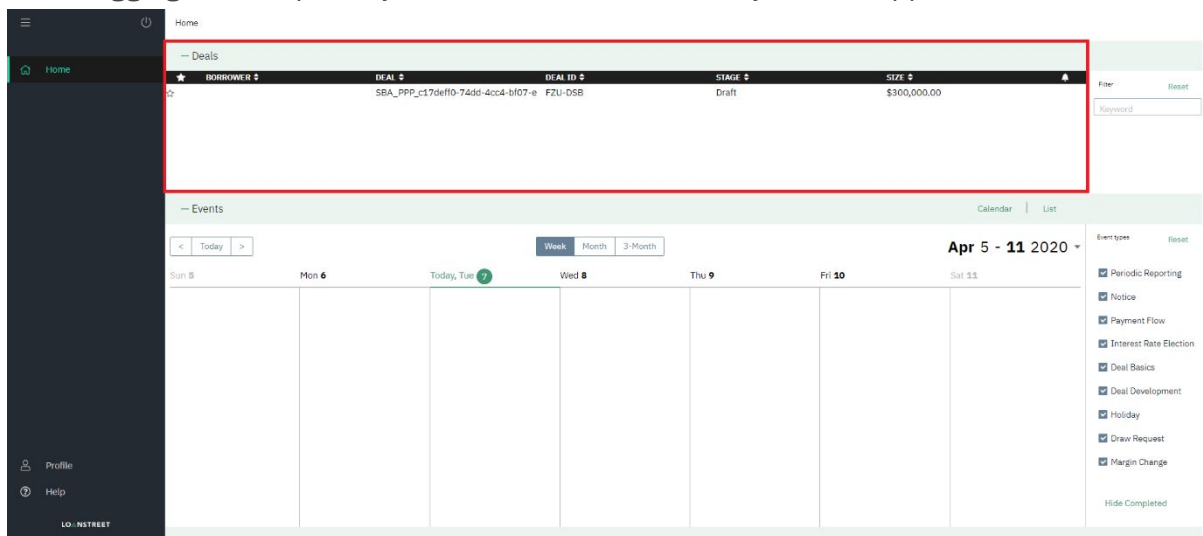 Home
Home
— Deals
BORROWER DEAL DEAL ID STAGE SIZE
SBA_PPP_c17deff0-74dd-4cc4-bf07-e FZU-DSB Draft $300,000.00
Filter Reset
Keyword
— Events
Calendar | List
< Today >
Week Month 3-Month
Apr 5 - 11 2020
Event types Reset
Sun 5 Mon 6 Today, Tue 7 Wed 8 Thu 9 Fri 10 Sat 11
Periodic Reporting
Notice
Payment Flow
Interest Rate Election
Deal Basics
Deal Development
Holiday
Draw Request
Margin Change
Hide Completed
Profile
Help
LOANSTREET